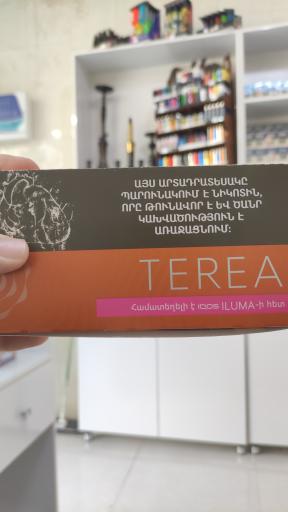 ԱՅՍ ԱՐՏԱԴՐԱՏԵՍԱԿԸ
ՊԱՐՈՒՆԱԿՈՒՄ Է ՆԻԿՈՏԻՆ,
ՈՐԸ ԹՈՒՆԱՎՈՐ Է ԵՎ ԾԱՆՐ
ԿԱԽՎԱԾՈՒԹՅՈՒՆ Է
ԱՌԱՋԱՑՆՈՒՄ:
TEREA
Համատեղելի է IQOS ILUMA-ի հետ